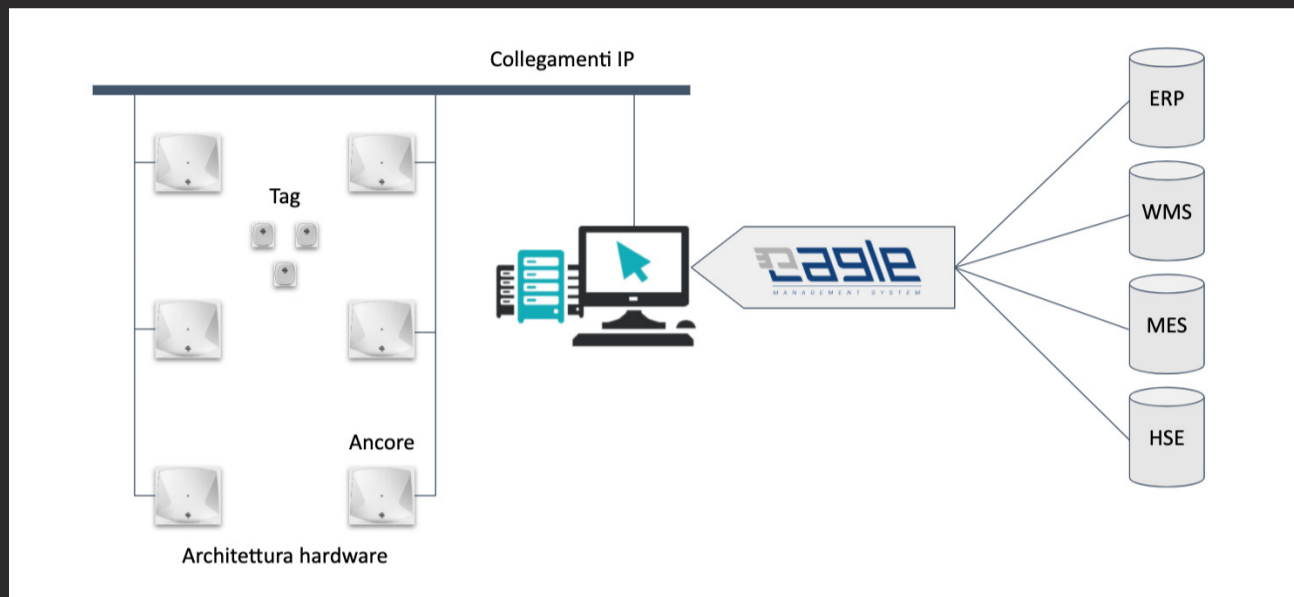 Collegamenti IP
Tag
Ancore
Architettura hardware
eagle
MANAGEMENT SYSTEM
ERP
WMS
MES
HSE